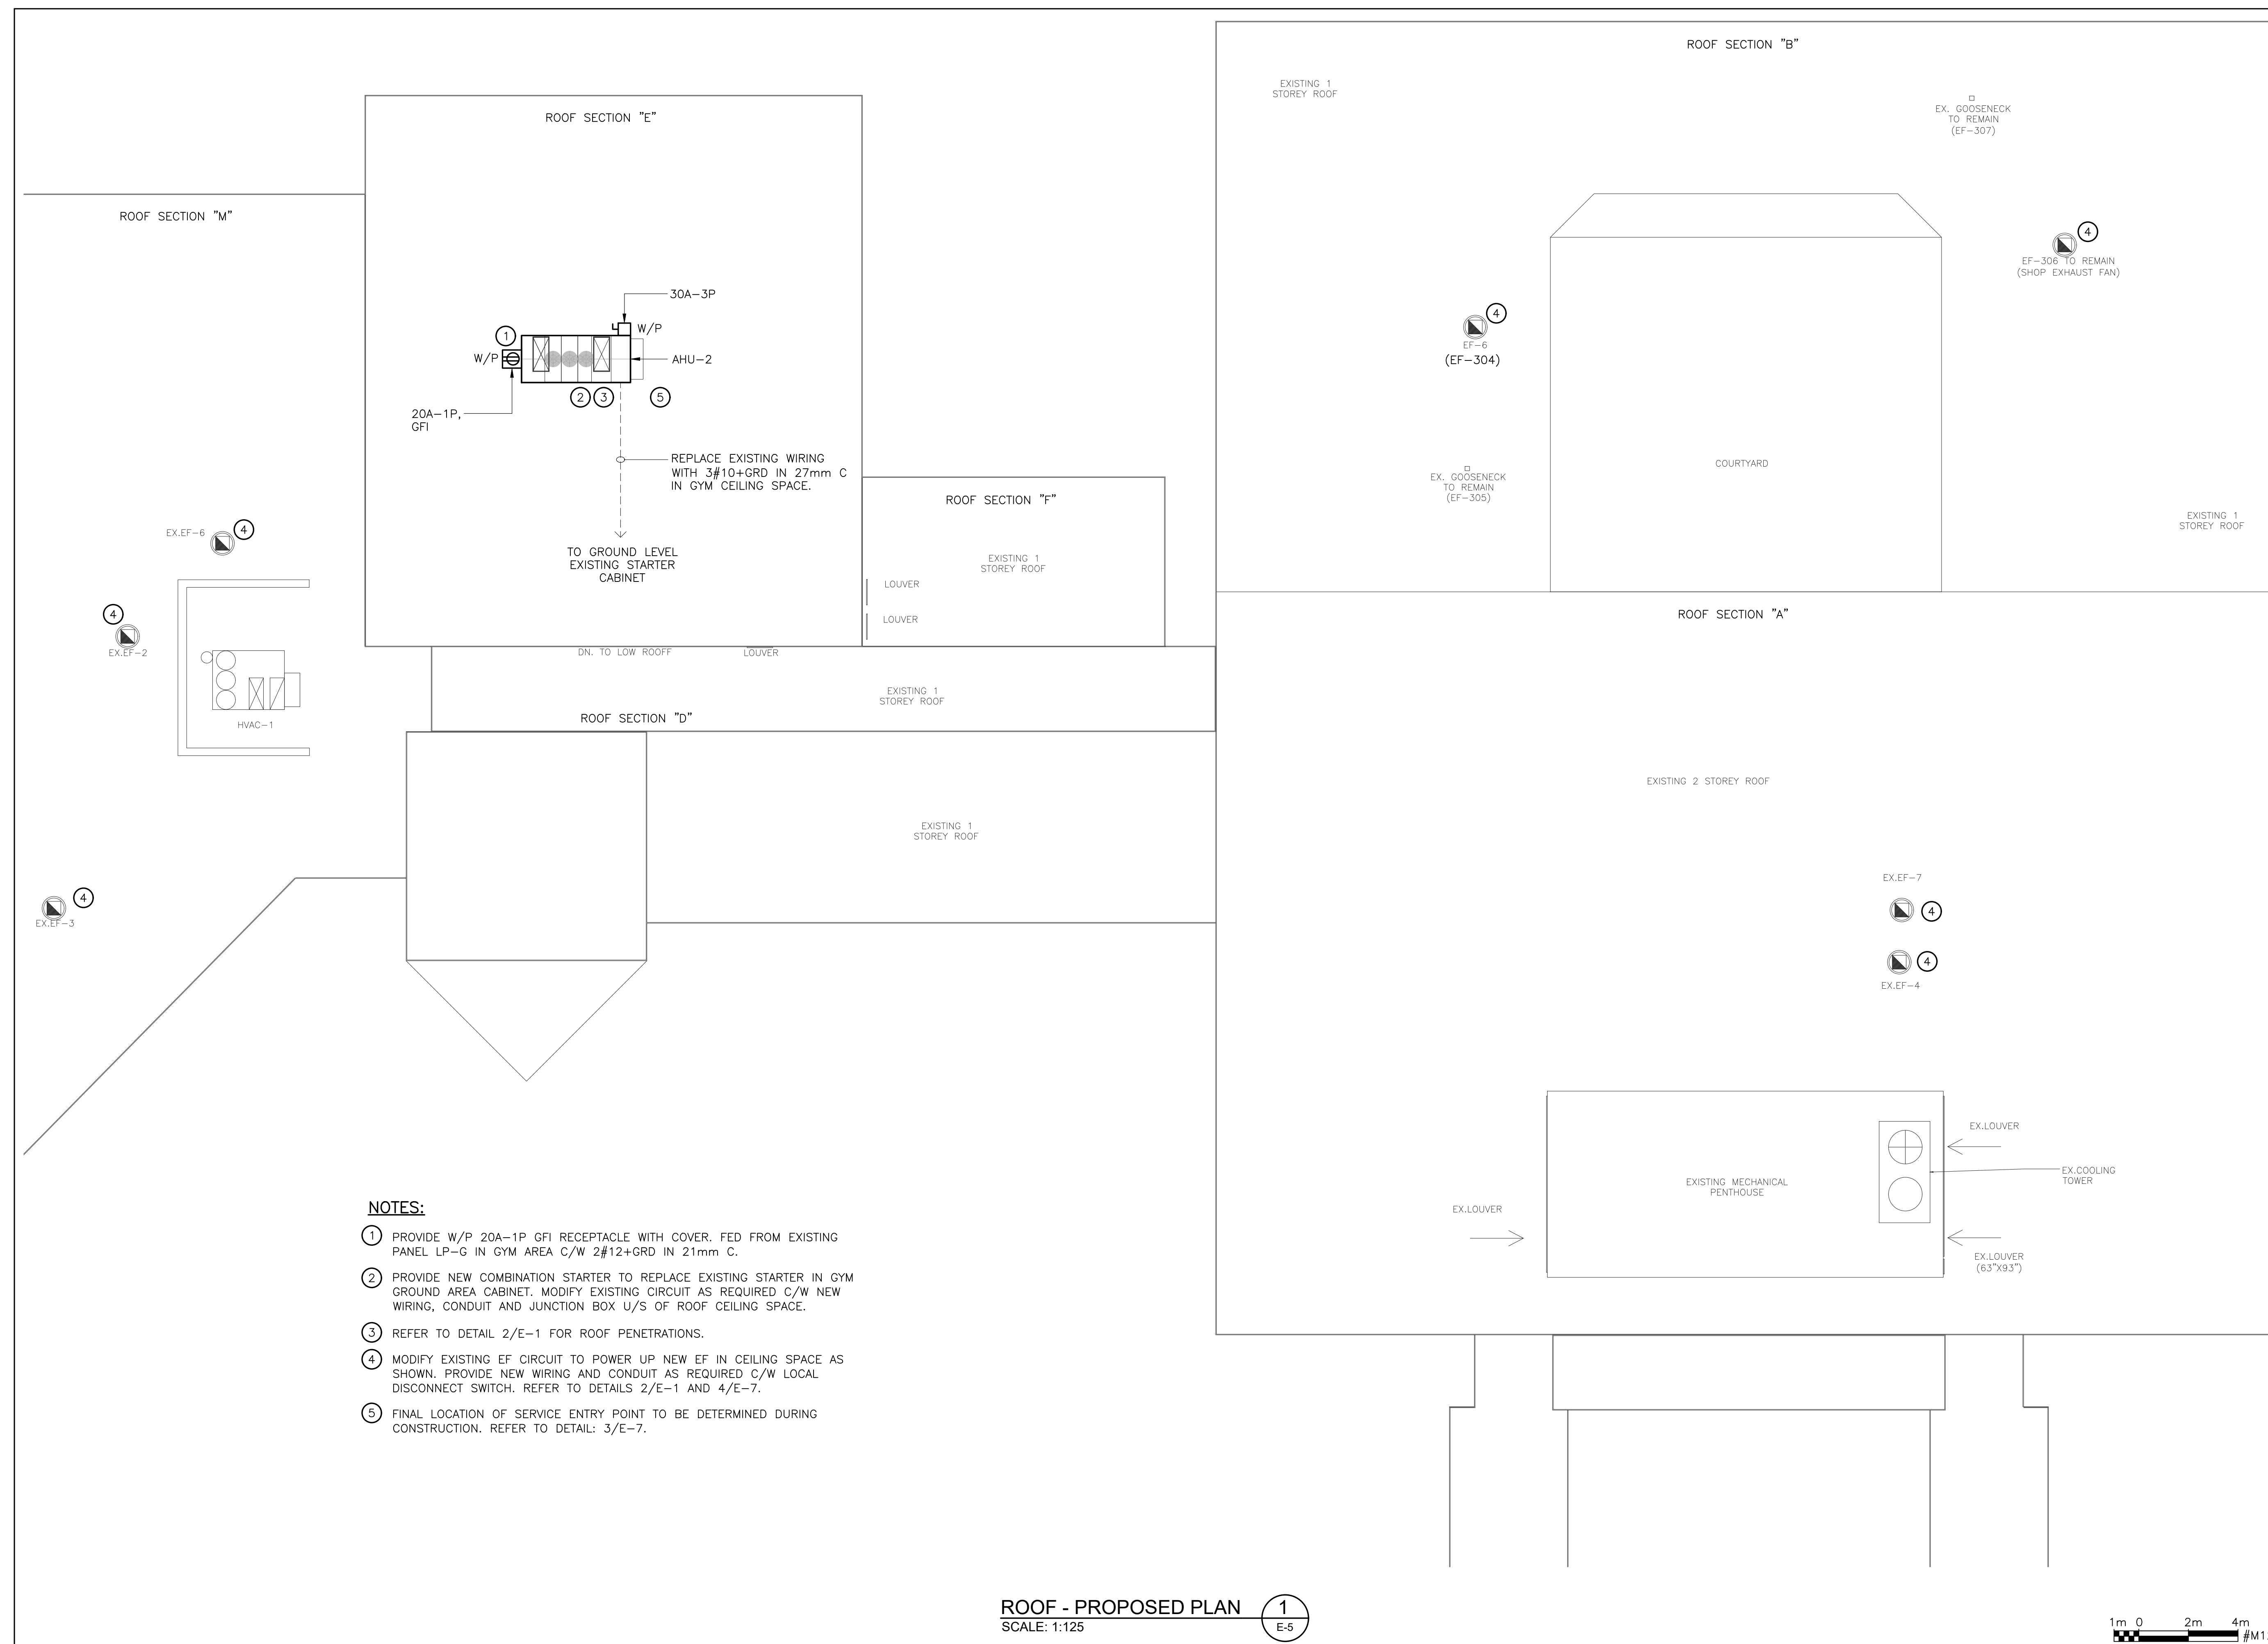 ROOF SECTION "B"
EXISTING 1
STOREY ROOF
EX. GOOSENECK
TO REMAIN
(EF-307)
ROOF SECTION "E"
ROOF SECTION "M"
4
EF-306 TO REMAIN
(SHOP EXHAUST FAN)
30A-3P
1
W/P
W/P
AHU-2
2
3
5
20A-1P,
GFI
4
EF-6
(EF-304)
REPLACE EXISTING WIRING
WITH 3#10+GRD IN 27mm C
IN GYM CEILING SPACE.
COURTYARD
EX. GOOSENECK
TO REMAIN
(EF-305)
ROOF SECTION "F"
EXISTING 1
STOREY ROOF
EX.EF-6
4
TO GROUND LEVEL
EXISTING STARTER
CABINET
EXISTING 1
STOREY ROOF
LOUVER
LOUVER
4
EX.EF-2
ROOF SECTION "A"
DN. TO LOW ROOFF
LOUVER
EXISTING 1
STOREY ROOF
HVAC-1
ROOF SECTION "D"
EXISTING 2 STOREY ROOF
EXISTING 1
STOREY ROOF
EX.EF-7
4
4
EX.EF-3
4
EX.EF-4
EX.LOUVER
EX.COOLING
TOWER
EXISTING MECHANICAL
PENTHOUSE
EX.LOUVER
EX.LOUVER
(63"X93")
NOTES:
1 PROVIDE W/P 20A-1P GFI RECEPTACLE WITH COVER. FED FROM EXISTING
PANEL LP-G IN GYM AREA C/W 2#12+GRD IN 21mm C.
2 PROVIDE NEW COMBINATION STARTER TO REPLACE EXISTING STARTER IN GYM
GROUND AREA CABINET. MODIFY EXISTING CIRCUIT AS REQUIRED C/W NEW
WIRING, CONDUIT AND JUNCTION BOX U/S OF ROOF CEILING SPACE.
3 REFER TO DETAIL 2/E-1 FOR ROOF PENETRATIONS.
4 MODIFY EXISTING EF CIRCUIT TO POWER UP NEW EF IN CEILING SPACE AS
SHOWN. PROVIDE NEW WIRING AND CONDUIT AS REQUIRED C/W LOCAL
DISCONNECT SWITCH. REFER TO DETAILS 2/E-1 AND 4/E-7.
5 FINAL LOCATION OF SERVICE ENTRY POINT TO BE DETERMINED DURING
CONSTRUCTION. REFER TO DETAIL: 3/E-7.
ROOF - PROPOSED PLAN
SCALE: 1:125
1
E-5
1m 0 2m 4m